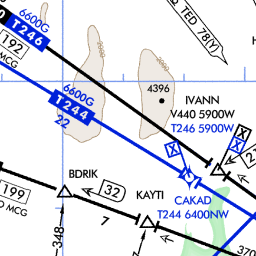 TED 78(Y)
6600G
T246
192
MCG
4396
6600G
T244
22
IVANN
V440 5900W
T246 5900W
X
X
2
BDRIK
32
KAYTI
CAKAD
T244 6400NW
199
MCG
7
348
370